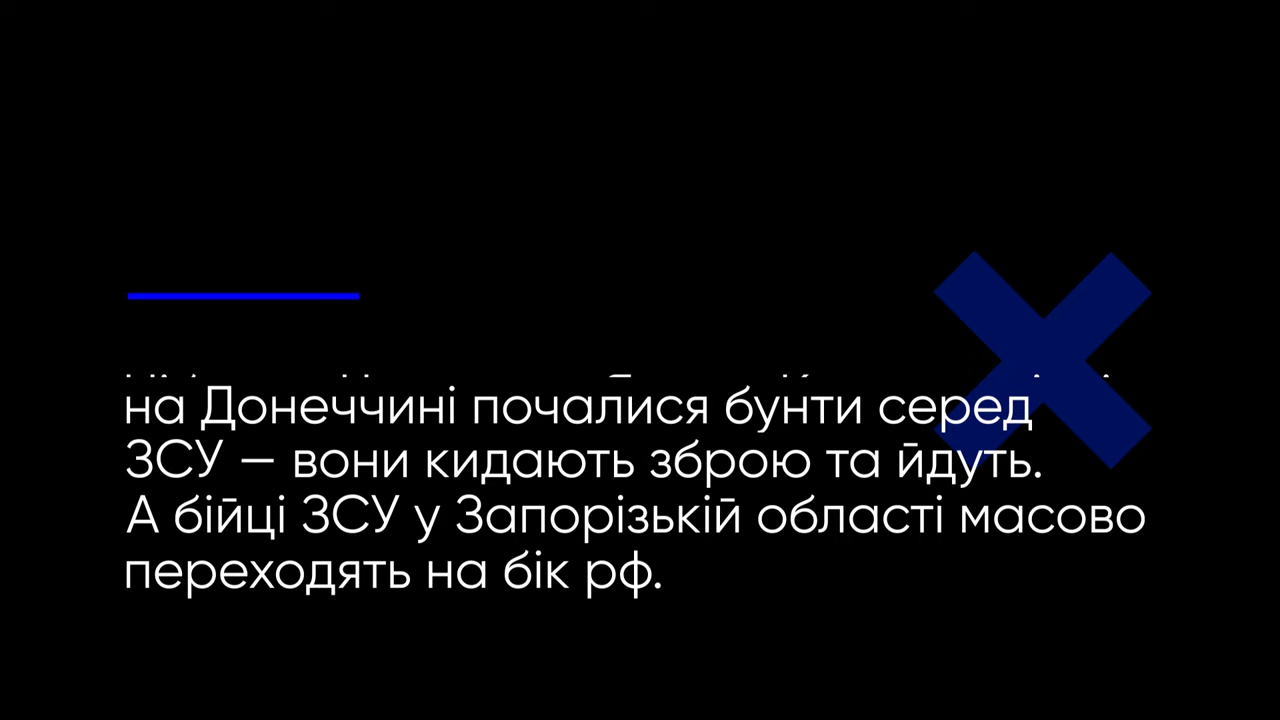 на Донеччині почалися бунти серед
ЗСУ — вони кидають зброю та йдуть.
А бійці ЗСУ у Запорізькій області масово
переходять на бік рф.